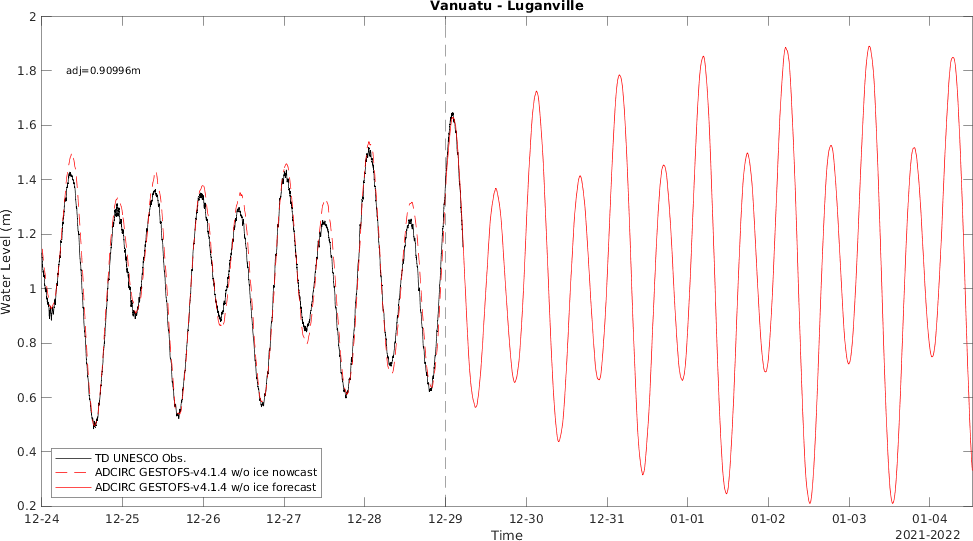 Vanuatu - Luganville
2
1.8
1.6
1.4
1.2
1
0.8
0.6
0.4
0.2
Water Level (m)
adj=0.90996m
TD UNESCO Obs.
ADCIRC GESTOFS-v4.1.4 w/o ice nowcast
ADCIRC GESTOFS-v4.1.4 w/o ice forecast
12-24 12-25 12-26 12-27 12-28 12-29 12-30 12-31 01-01 01-02 01-03 01-04
Time
2021-2022